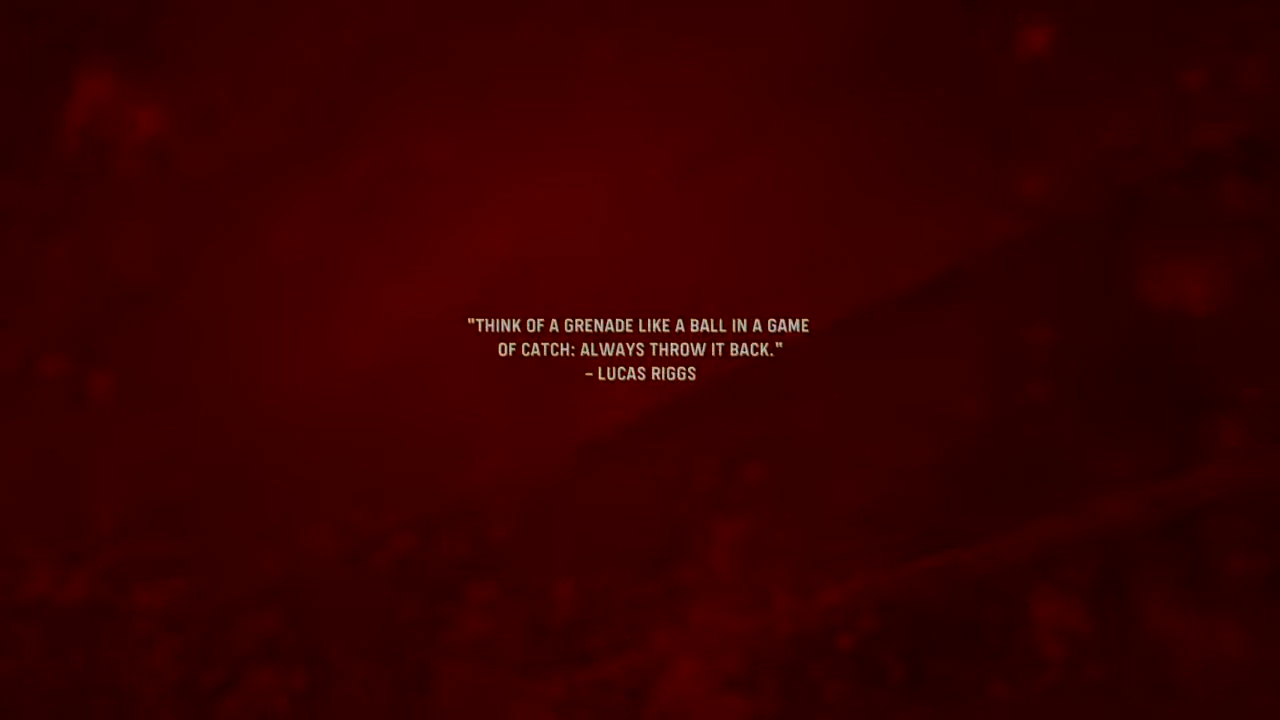 "THINK OF A GRENADE LIKE A BALL IN A GAME
OF CATCH: ALWAYS THROW IT BACK."
– LUCAS RIGGS